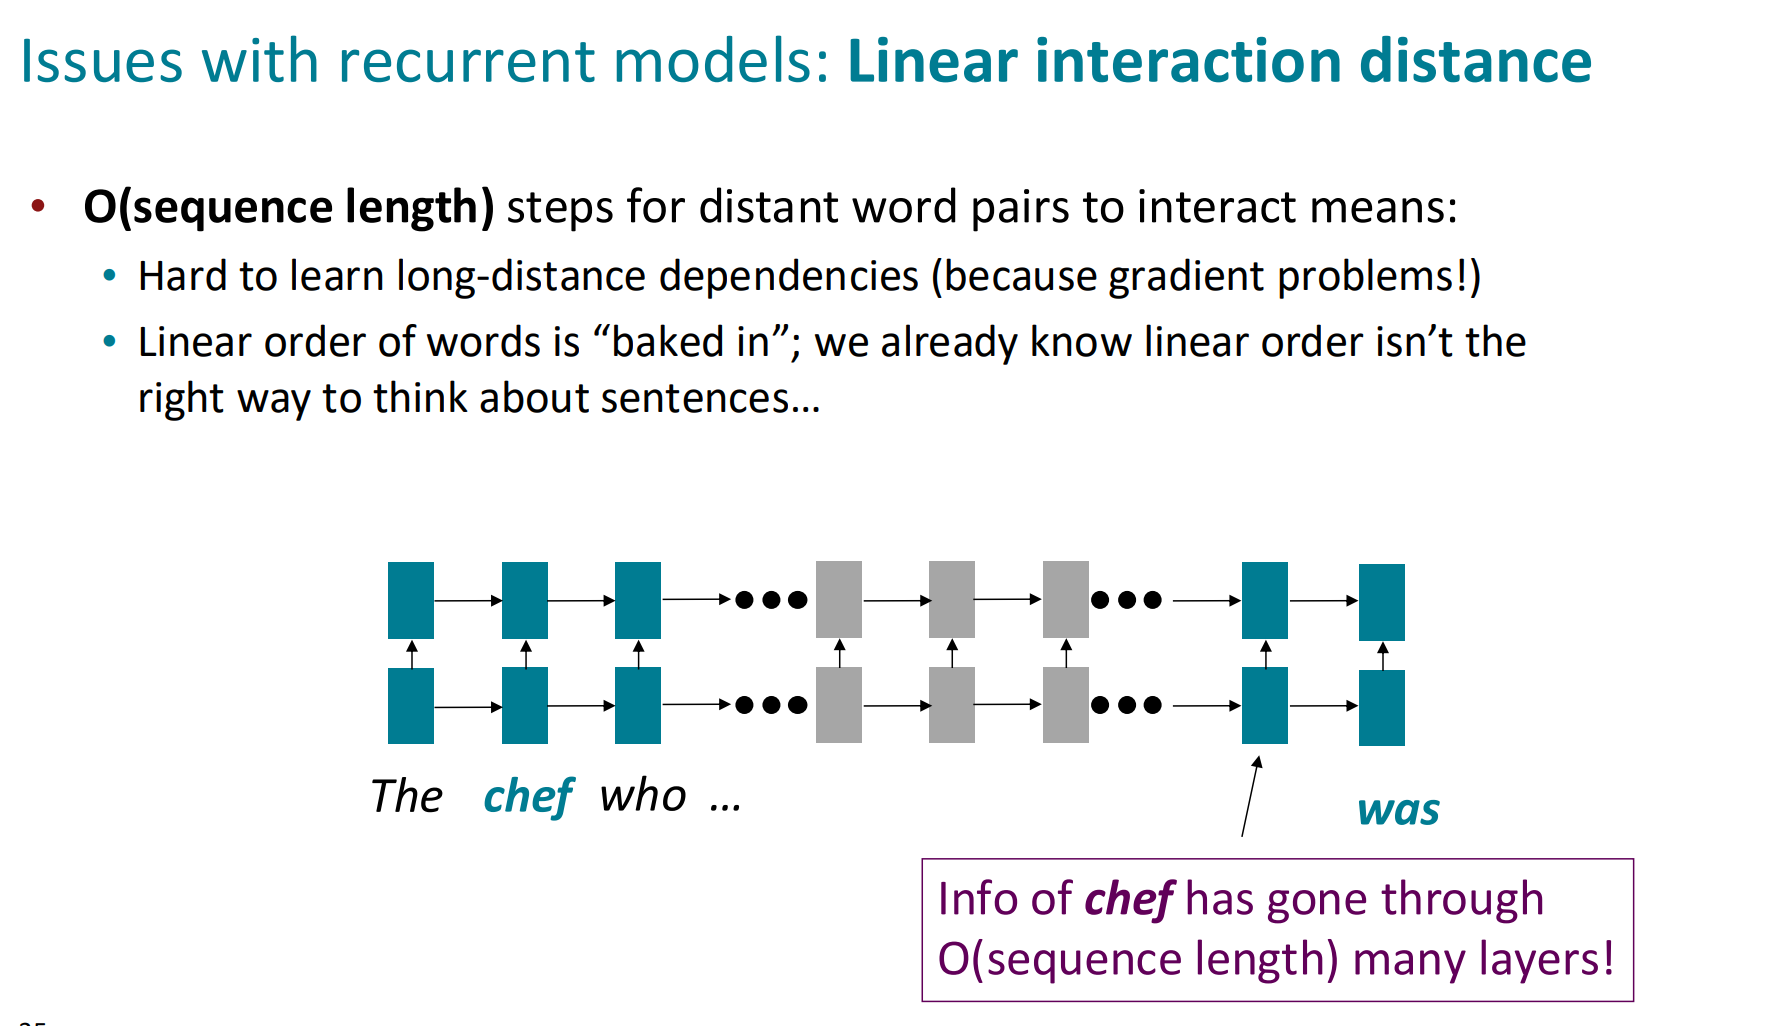 Issues with recurrent models: Linear interaction distance
• O(sequence length) steps for distant word pairs to interact means:
• Hard to learn long-distance dependencies (because gradient problems!)
• Linear order of words is “baked in”; we already know linear order isn’t the
right way to think about sentences…
The chef who …
was
Info of chef has gone through
O(sequence length) many layers!